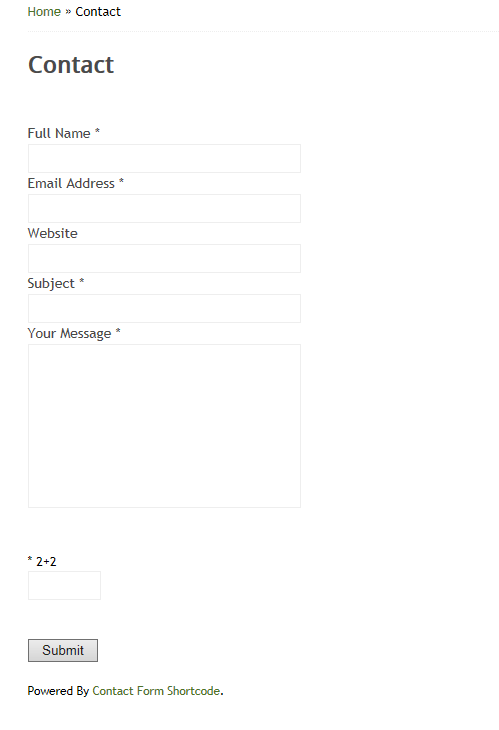 Home » Contact
Contact
Full Name *
Email Address *
Website
Subject *
Your Message *
* 2+2
Submit
Powered By Contact Form Shortcode.